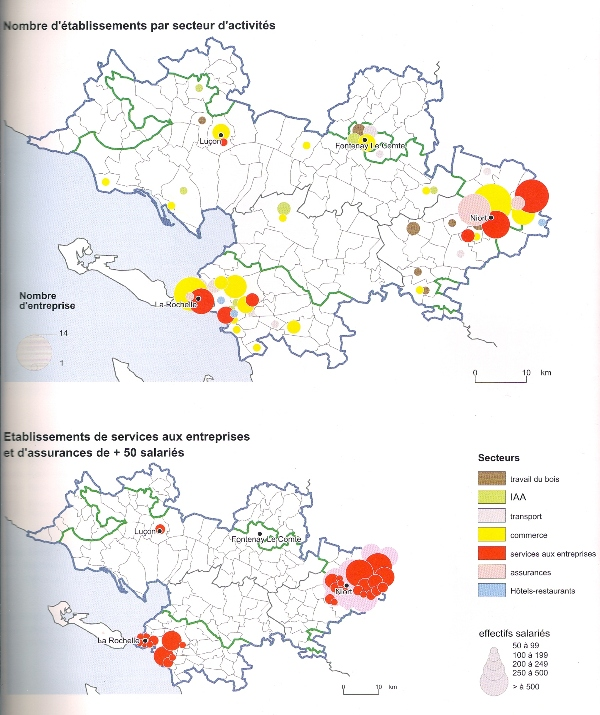 Nombre d'établissements par secteur d'activités
Luçon
Fontenay Le Comte
Niort
La Rochelle
Nombre
d'entreprise
14
1
10 km
Etablissements de services aux entreprises
et d'assurances de + 50 salariés
Luçon
Fontenay Le Comte
Niort
La Rochelle
10 km
Secteurs
travail du bois
IAA
transport
commerce
services aux entreprises
assurances
Hôtels-restaurants
effectifs salariés
50 à 99
100 à 199
200 à 249
250 à 500
> à 500